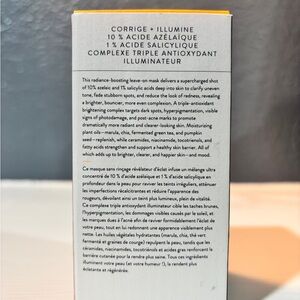 CORRIGE + ILLUMINE
10 % ACIDE AZÉLAÏQUE
1 % ACIDE SALICYLIQUE
COMPLEXE TRIPLE ANTIOXYDANT
ILLUMINATEUR
This radiance-boosting leave-on mask delivers a supercharged shot
of 10% azelaic and 1% salicylic acids deep into skin to clarify uneven
tone, fade stubborn spots, and reduce the look of redness, revealing
a brighter, bouncier, more even complexion. A triple-antioxidant
brightening complex targets dark spots, hyperpigmentation, visible
signs of photodamage, and post-acne marks to promote
dramatically more radiant and clearer-looking skin. Moisturizing
plant oils—marula, chia, fermented green tea, and pumpkin
seed—replenish, while ceramides, niacinamide, tocotrienols, and
fatty acids strengthen and support a healthy skin barrier. All of
which adds up to brighter, clearer, and happier skin—and mood.
Ce masque sans rinçage révélateur d'éclat infuse un mélange ultra
concentré de 10 % d'acide azélaïque et 1 % d'acide salicylique en
profondeur dans la peau pour raviver les teints irréguliers, atténuer
les imperfections récalcitrantes et réduire l'apparence des
rougeurs, dévoilant ainsi un teint plus lumineux, plein de vitalité.
Ce complexe triple antioxydant illuminateur cible les taches brunes,
l'hyperpigmentation, les dommages visibles causés par le soleil, et
les marques dues à l'acné afin de raviver formidablement l'éclat de
votre peau, tout en lui redonnant une apparence visiblement plus
nette. Les huiles végétales hydratantes (marula, chia, thé vert
fermenté et graines de courge) repulpent la peau, tandis que les
céramides, niacinamides, tocotriénols et acides gras renforcent la
barrière cutanée pour la rendre plus saine. Tous ces ingrédients
illuminent votre peau (et votre humeur !), la rendent plus
éclatante et régénérée.